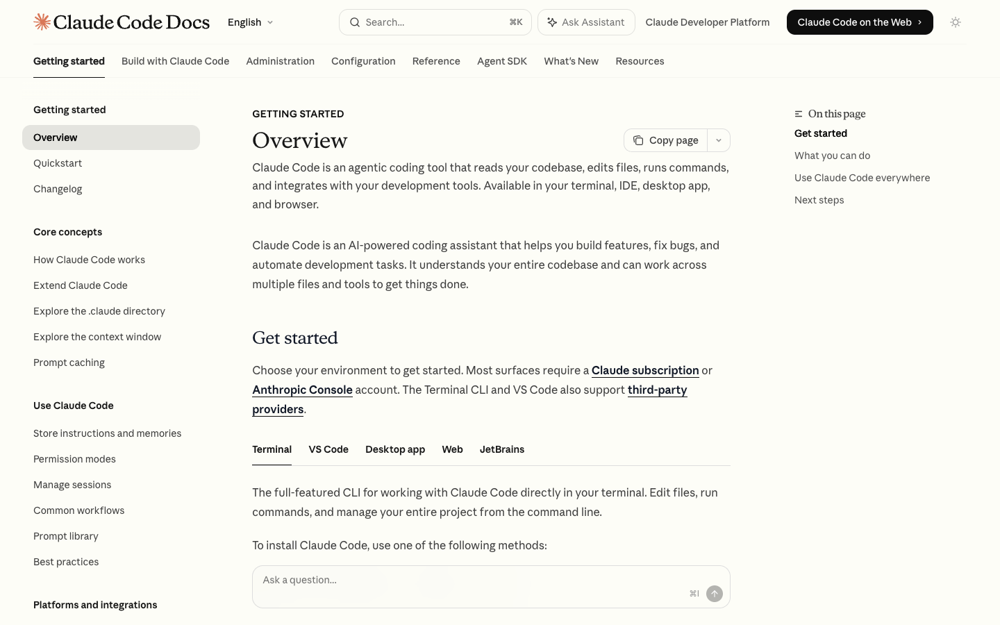 Claude Code Docs
English
Search...
⌘K
Ask Assistant
Claude Developer Platform
Claude Code on the Web
Getting started
Build with Claude Code
Administration
Configuration
Reference
Agent SDK
What's New
Resources
Getting started
Overview
Quickstart
Changelog
Core concepts
How Claude Code works
Extend Claude Code
Explore the .claude directory
Explore the context window
Prompt caching
Use Claude Code
Store instructions and memories
Permission modes
Manage sessions
Common workflows
Prompt library
Best practices
Platforms and integrations
GETTING STARTED
Overview
Copy page
Claude Code is an agentic coding tool that reads your codebase, edits files, runs commands,
and integrates with your development tools. Available in your terminal, IDE, desktop app,
and browser.
Claude Code is an AI-powered coding assistant that helps you build features, fix bugs, and
automate development tasks. It understands your entire codebase and can work across
multiple files and tools to get things done.
Get started
Choose your environment to get started. Most surfaces require a Claude subscription or
Anthropic Console account. The Terminal CLI and VS Code also support third-party
providers.
Terminal
VS Code
Desktop app
Web
JetBrains
The full-featured CLI for working with Claude Code directly in your terminal. Edit files, run
commands, and manage your entire project from the command line.
To install Claude Code, use one of the following methods:
Ask a question...
⌘I
On this page
Get started
What you can do
Use Claude Code everywhere
Next steps